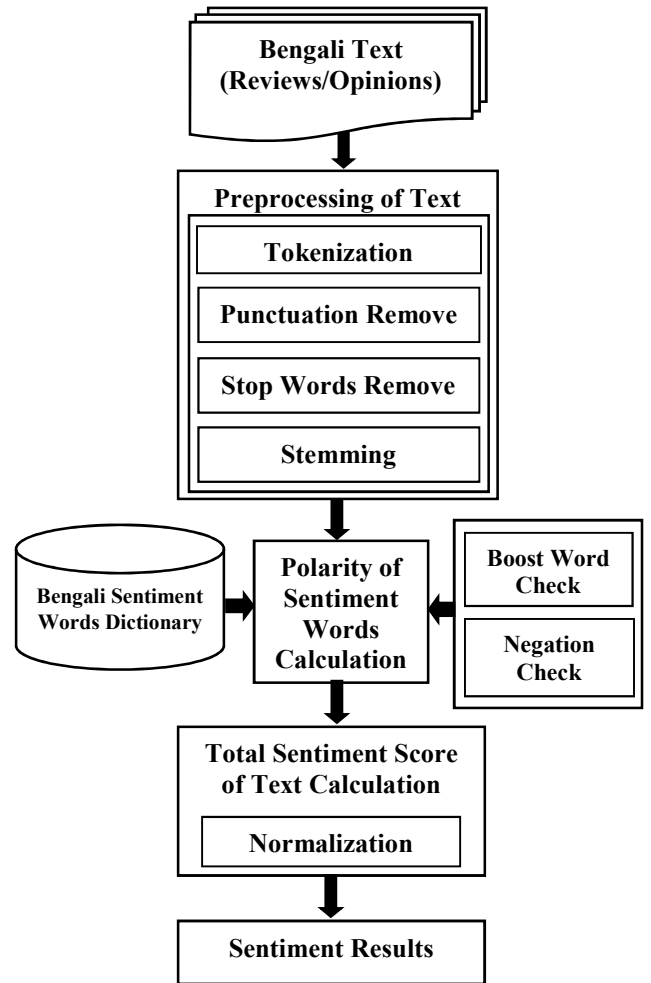 Bengali Text
(Reviews/Opinions)
Preprocessing of Text
Tokenization
Punctuation Remove
Stop Words Remove
Stemming
Bengali Sentiment
Words Dictionary
Polarity of
Sentiment
Words
Calculation
Boost Word
Check
Negation
Check
Total Sentiment Score
of Text Calculation
Normalization
Sentiment Results